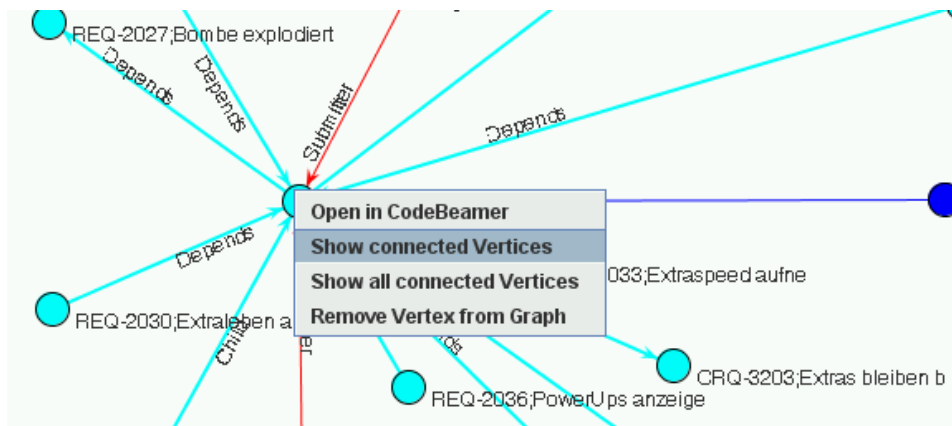 REQ-2027;Bombe explodiert
Depends
Depends
Submitter
Depends
Open in CodeBeamer
Show connected Vertices
Depends
Show all connected Vertices
033;Extraspeed aufne
Remove Vertex from Graph
REQ-2030;Extraleben a
CRQ-3203;Extras bleiben b
REQ-2036;PowerUps anzeige